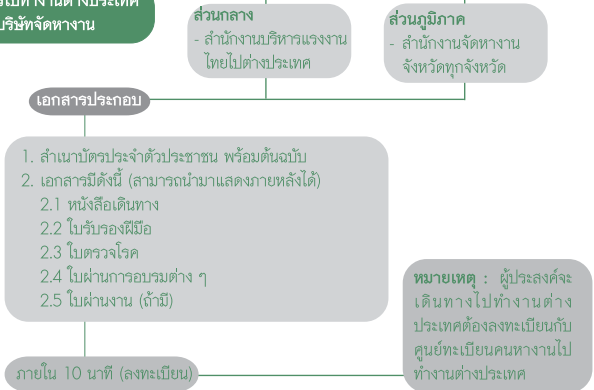 บริษัทจัดหางาน
ส่วนกลาง
- สำนักงานบริหารแรงงาน
ไทยไปต่างประเทศ
ส่วนภูมิภาค
- สำนักงานจัดหางาน
จังหวัดทุกจังหวัด
เอกสารประกอบ
1. สำเนาบัตรประจำตัวประชาชน พร้อมต้นฉบับ
2. เอกสารมีดังนี้ (สามารถนำมาแสดงภายหลังได้)
2.1 หนังสือเดินทาง
2.2 ใบรับรองฝีมือ
2.3 ใบตรวจโรค
2.4 ใบผ่านการอบรมต่าง ๆ
2.5 ใบผ่านงาน (ถ้ามี)
หมายเหตุ : ผู้ประสงค์จะ
เดินทางไปทำงานต่าง
ประเทศต้องลงทะเบียนกับ
ศูนย์ทะเบียนคนหางานไป
ทำงานต่างประเทศ
ภายใน 10 นาที (ลงทะเบียน)